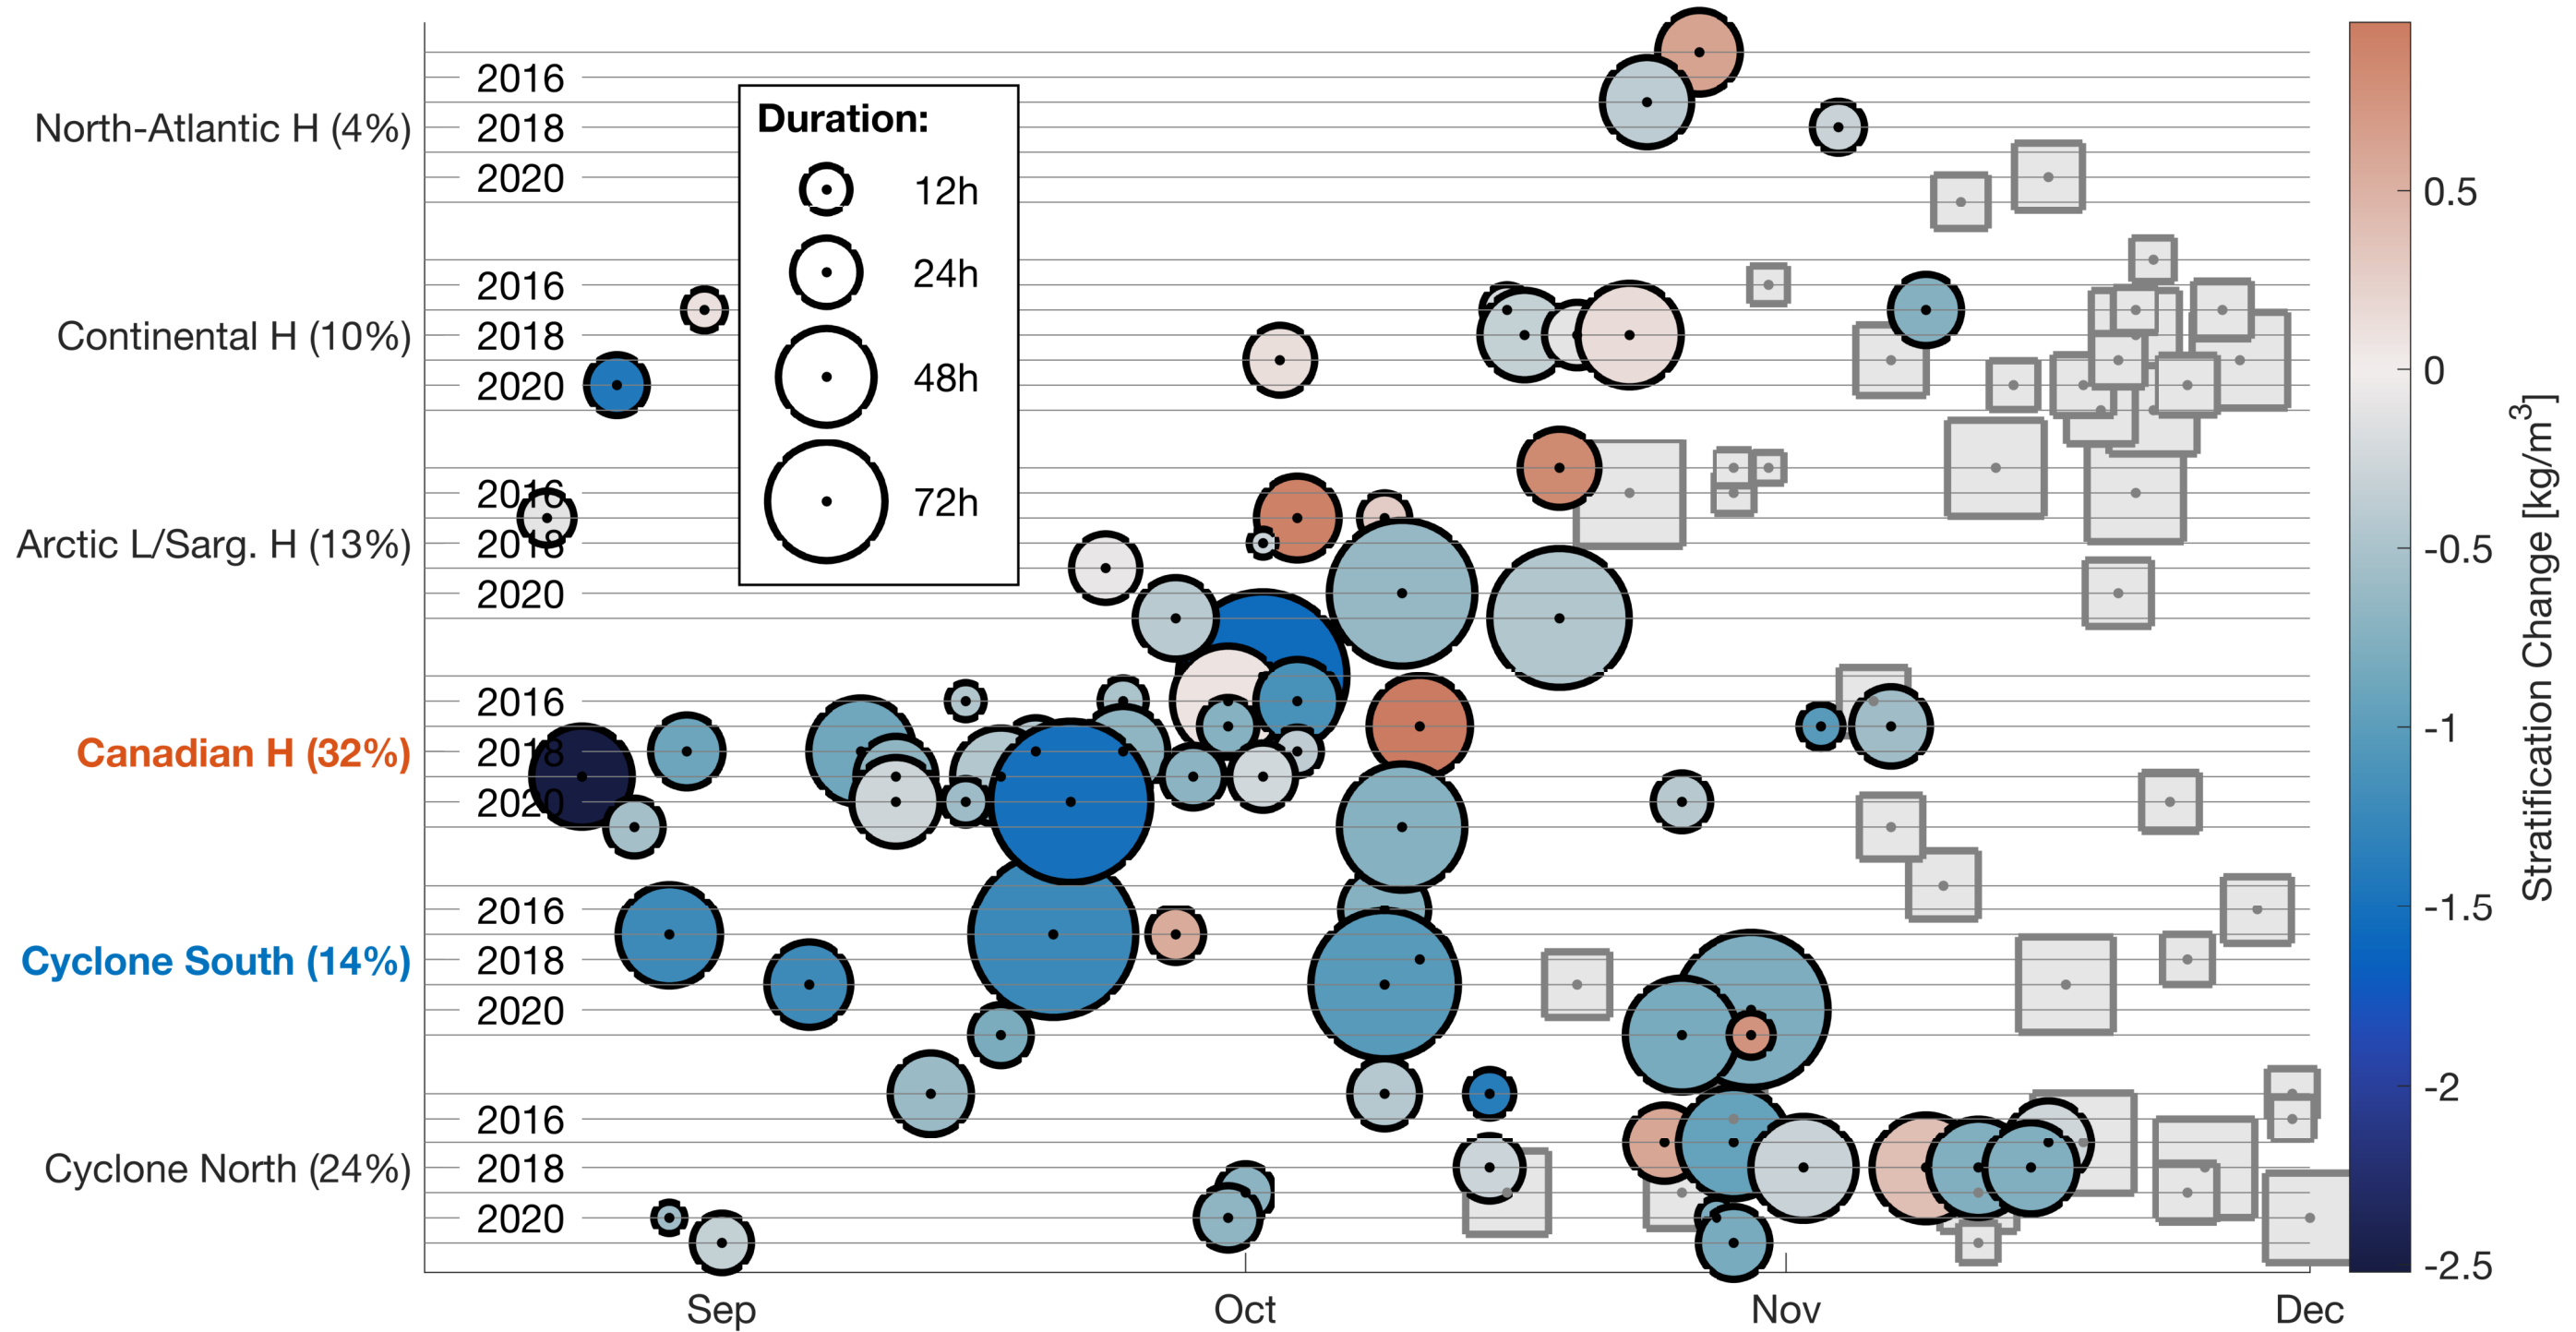 North-Atlantic H (4%)
2016
2018
2020
Continental H (10%)
2016
2018
2020
Arctic L/Sarg. H (13%)
2016
2018
2020
Canadian H (32%)
2016
2018
2020
Cyclone South (14%)
2016
2018
2020
Cyclone North (24%)
2016
2018
2020
Duration:
12h
24h
48h
72h
Sep
Oct
Nov
Dec
0.5
0
-0.5
-1
-1.5
-2
-2.5
Stratification Change [kg/m³]